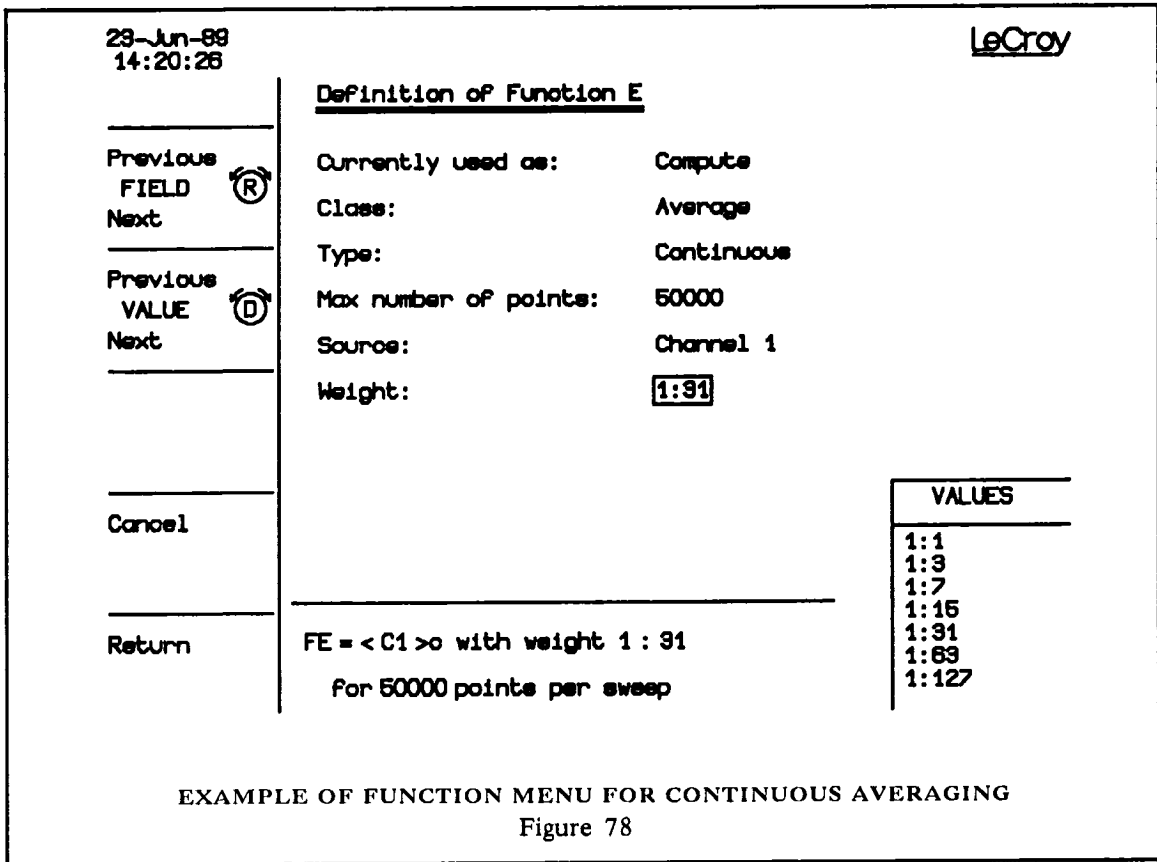 23-Jun-89
14:20:26
LeCroy
Definition of Function E
Previous
FIELD R
Next
Previous
VALUE D
Next
Cancel
Return
Currently used as: Compute
Class: Average
Type: Continuous
Max number of points: 50000
Source: Channel 1
Weight: 1:31
VALUES
1:1
1:3
1:7
1:15
1:31
1:63
1:127
FE = <C1>c with weight 1 : 31
for 50000 points per sweep
EXAMPLE OF FUNCTION MENU FOR CONTINUOUS AVERAGING
Figure 78